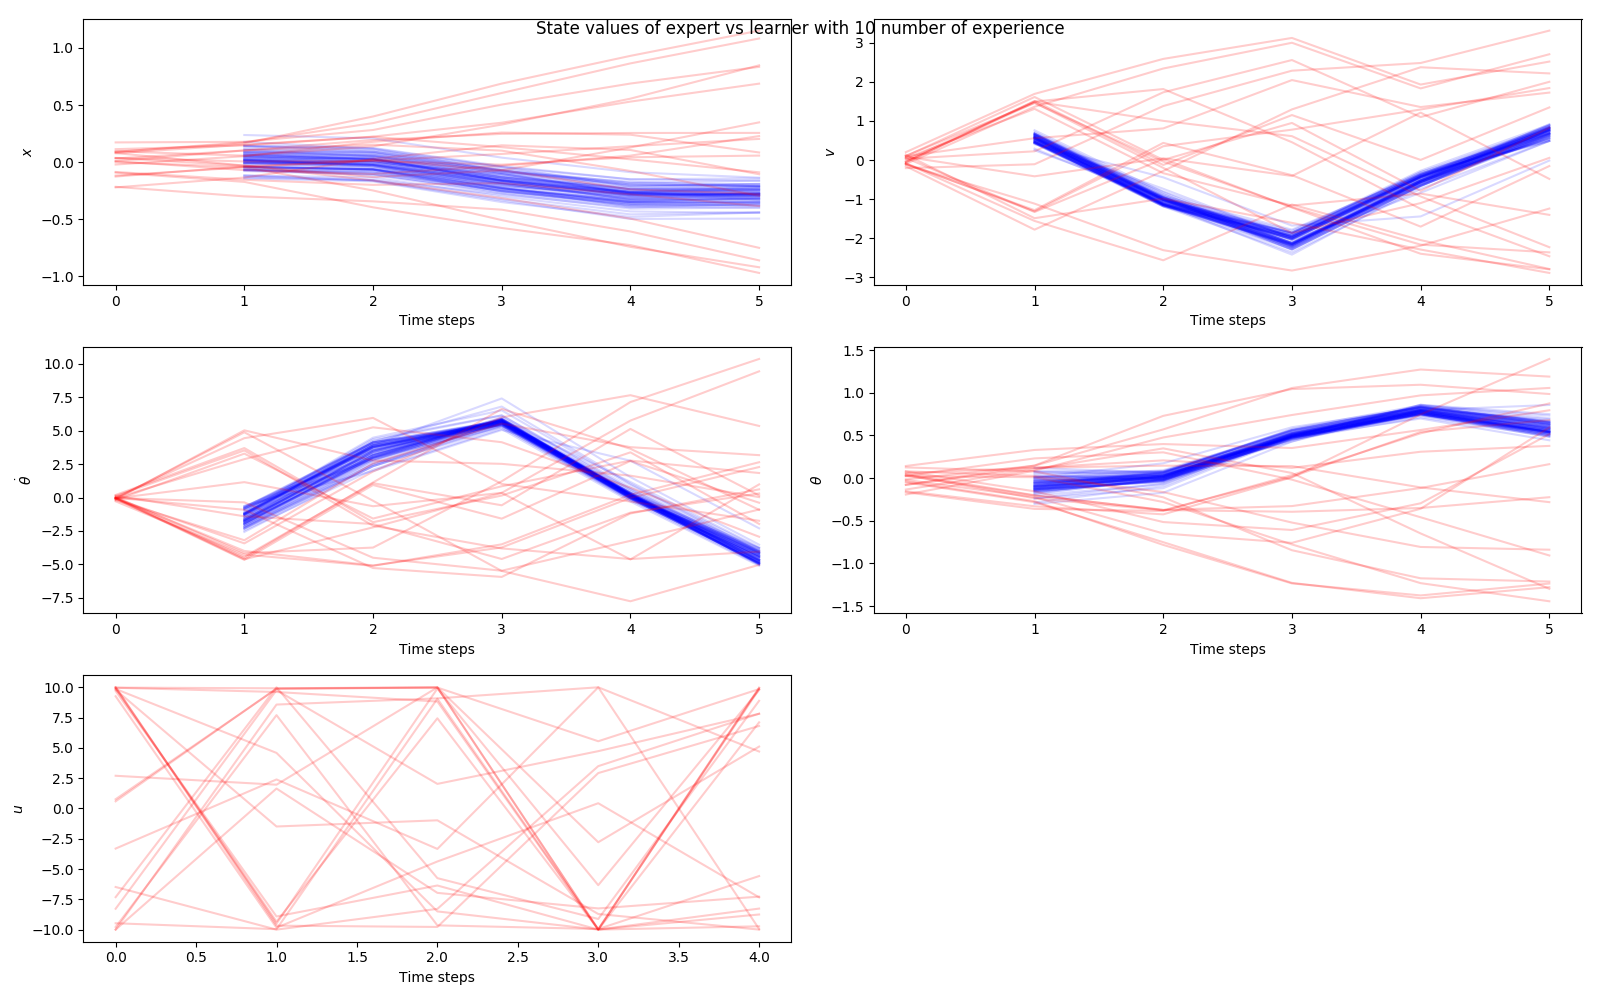 State values of expert vs learner with 10 number of experience
1.0
0.5
0.0
−0.5
−1.0
x
0 1 2 3 4 5
Time steps
3
2
1
0
−1
−2
−3
v
0 1 2 3 4 5
Time steps
10.0
7.5
5.0
2.5
0.0
−2.5
−5.0
−7.5
θ̇
0 1 2 3 4 5
Time steps
1.5
1.0
0.5
0.0
−0.5
−1.0
−1.5
θ
0 1 2 3 4 5
Time steps
10.0
7.5
5.0
2.5
0.0
−2.5
−5.0
−7.5
−10.0
u
0.0 0.5 1.0 1.5 2.0 2.5 3.0 3.5 4.0
Time steps